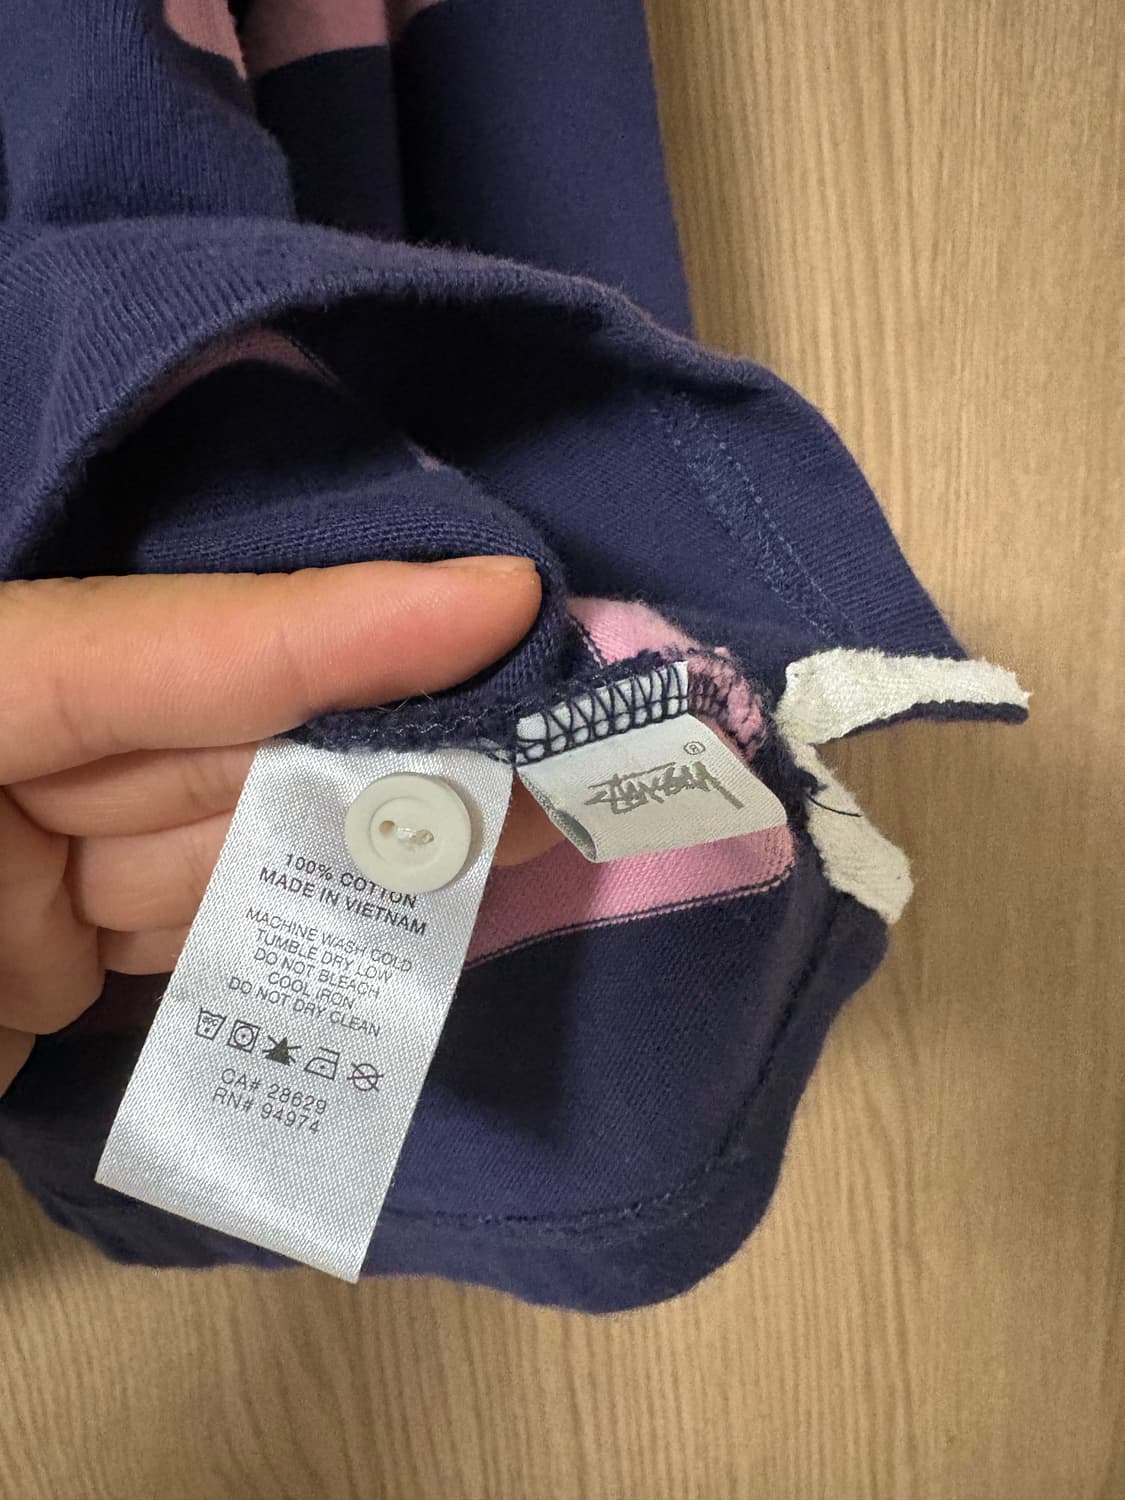 100% COTTON
MADE IN VIETNAM
MACHINE WASH COLD
TUMBLE DRY LOW
DO NOT BLEACH
COOL IRON
DO NOT DRY CLEAN
CA# 28629
RN# 94974
Stüssy ®